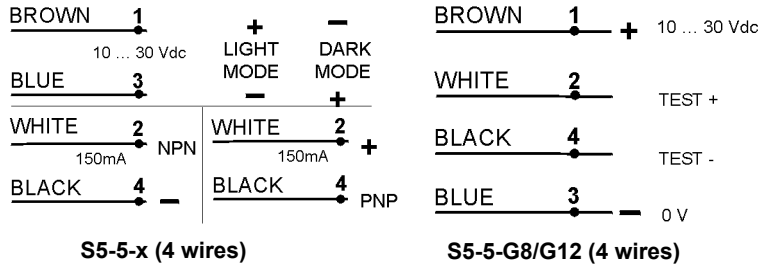 BROWN 1
10 ... 30 Vdc
BLUE 3
+ −
LIGHT MODE DARK MODE
− +
WHITE 2 NPN
150mA
BLACK 4 −
WHITE 2 +
150mA
BLACK 4 PNP
S5-5-x (4 wires)
BROWN 1 + 10 ... 30 Vdc
WHITE 2 TEST +
BLACK 4 TEST -
BLUE 3 − 0 V
S5-5-G8/G12 (4 wires)